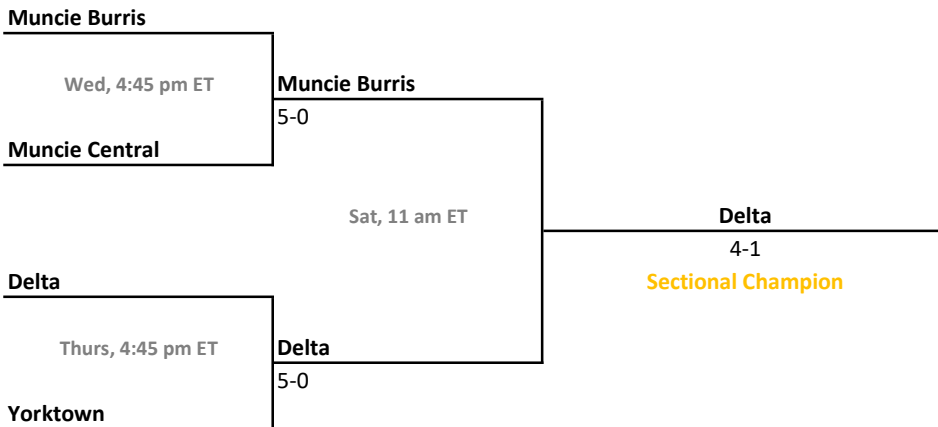 Muncie Burris
Wed, 4:45 pm ET
Muncie Burris
5-0
Muncie Central
Sat, 11 am ET
Delta
4-1
Sectional Champion
Delta
Thurs, 4:45 pm ET
Delta
5-0
Yorktown